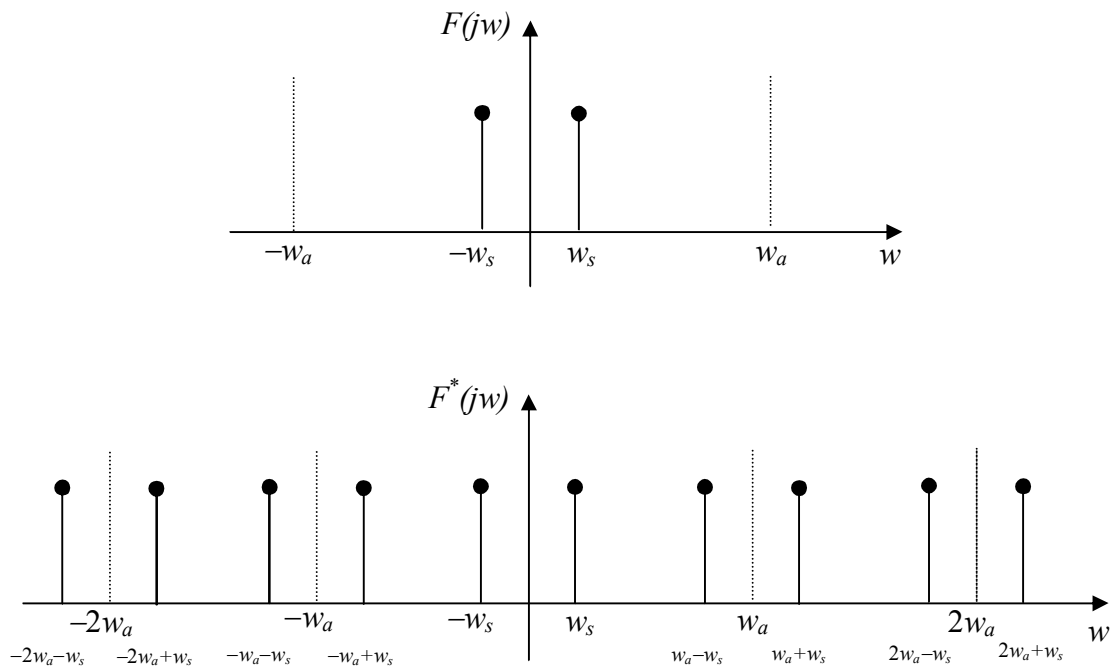 F(jw)
−wₐ −wₛ wₛ wₐ w
F*(jw)
−2wₐ −wₐ −wₛ wₛ wₐ 2wₐ w
−2wₐ−wₛ −2wₐ+wₛ −wₐ−wₛ −wₐ+wₛ wₐ−wₛ wₐ+wₛ 2wₐ−wₛ 2wₐ+wₛ